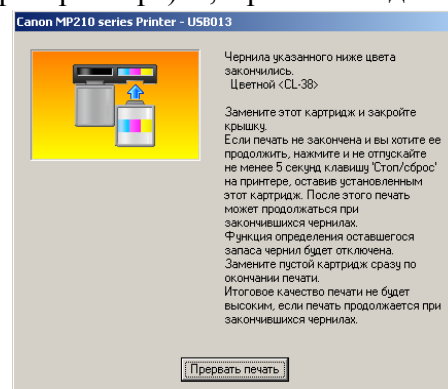 Canon MP210 series Printer - USB013
Чернила указанного ниже цвета
закончились.
Цветной <CL-38>
Замените этот картридж и закройте
крышку.
Если печать не закончена и вы хотите ее
продолжить, нажмите и не отпускайте
не менее 5 секунд клавишу 'Стоп/сброс'
на принтере, оставив установленным
этот картридж. После этого печать
может продолжаться при
закончившихся чернилах.
Функция определения оставшегося
запаса чернил будет отключена.
Замените пустой картридж сразу по
окончании печати.
Итоговое качество печати не будет
высоким, если печать продолжается при
закончившихся чернилах.
Прервать печать